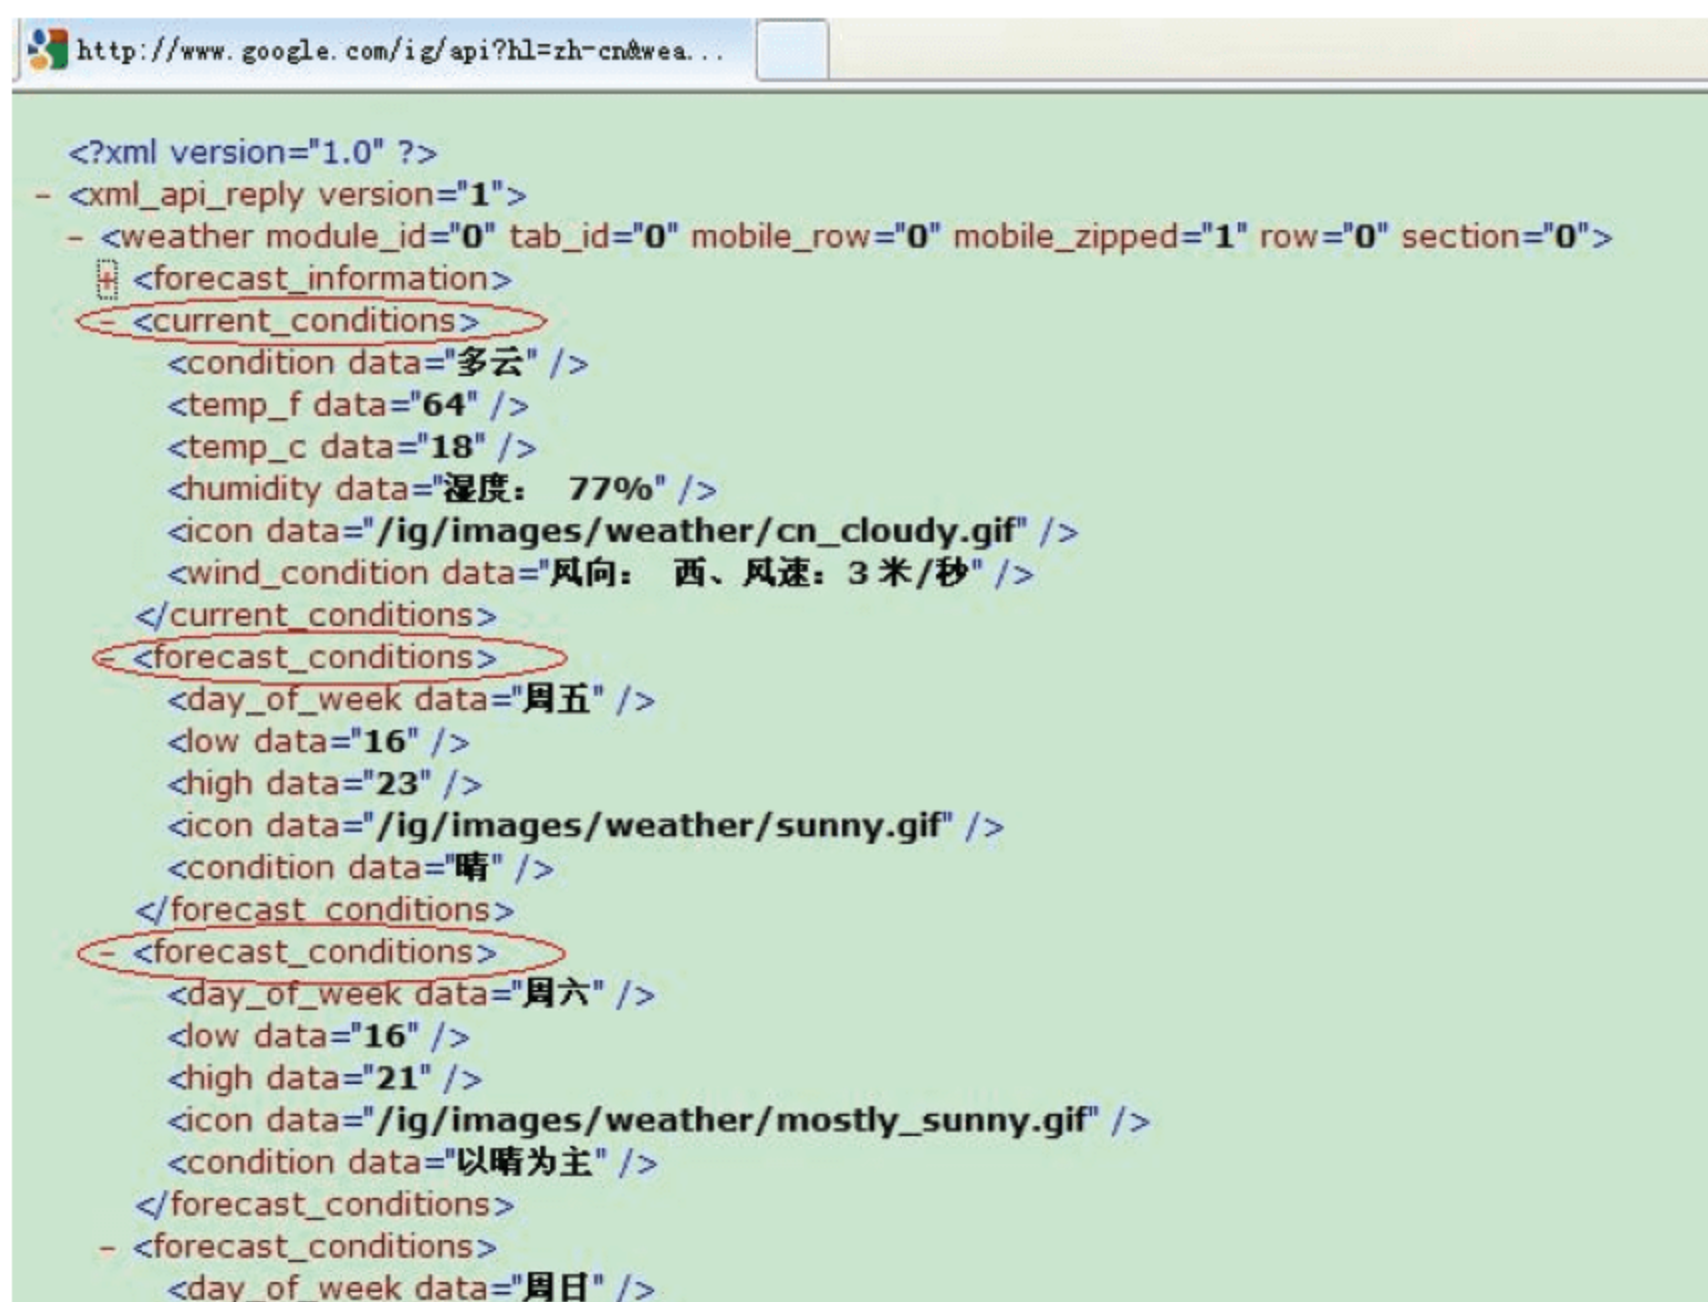 http://www.google.com/ig/api?hl=zh-cn&wea...
<?xml version="1.0" ?>
- <xml_api_reply version="1">
- <weather module_id="0" tab_id="0" mobile_row="0" mobile_zipped="1" row="0" section="0">
+ <forecast_information>
- <current_conditions>
<condition data="多云" />
<temp_f data="64" />
<temp_c data="18" />
<humidity data="湿度： 77%" />
<icon data="/ig/images/weather/cn_cloudy.gif" />
<wind_condition data="风向： 西、风速：3 米/秒" />
</current_conditions>
- <forecast_conditions>
<day_of_week data="周五" />
<low data="16" />
<high data="23" />
<icon data="/ig/images/weather/sunny.gif" />
<condition data="晴" />
</forecast_conditions>
- <forecast_conditions>
<day_of_week data="周六" />
<low data="16" />
<high data="21" />
<icon data="/ig/images/weather/mostly_sunny.gif" />
<condition data="以晴为主" />
</forecast_conditions>
- <forecast_conditions>
<day_of_week data="周日" />